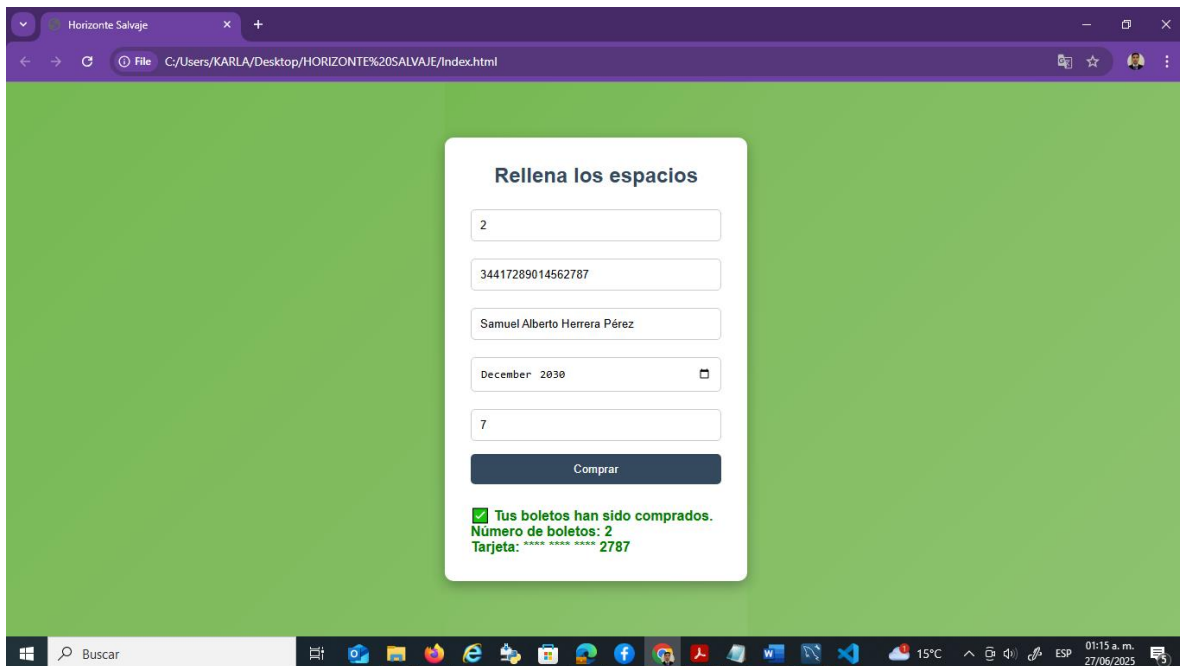 Horizonte Salvaje
File C:/Users/KARLA/Desktop/HORIZONTE%20SALVAJE/Index.html
Rellena los espacios
2
34417289014562787
Samuel Alberto Herrera Pérez
December 2030
7
Comprar
Tus boletos han sido comprados.
Número de boletos: 2
Tarjeta: **** **** **** 2787
Buscar
15°C
ESP
01:15 a. m.
27/06/2025
5